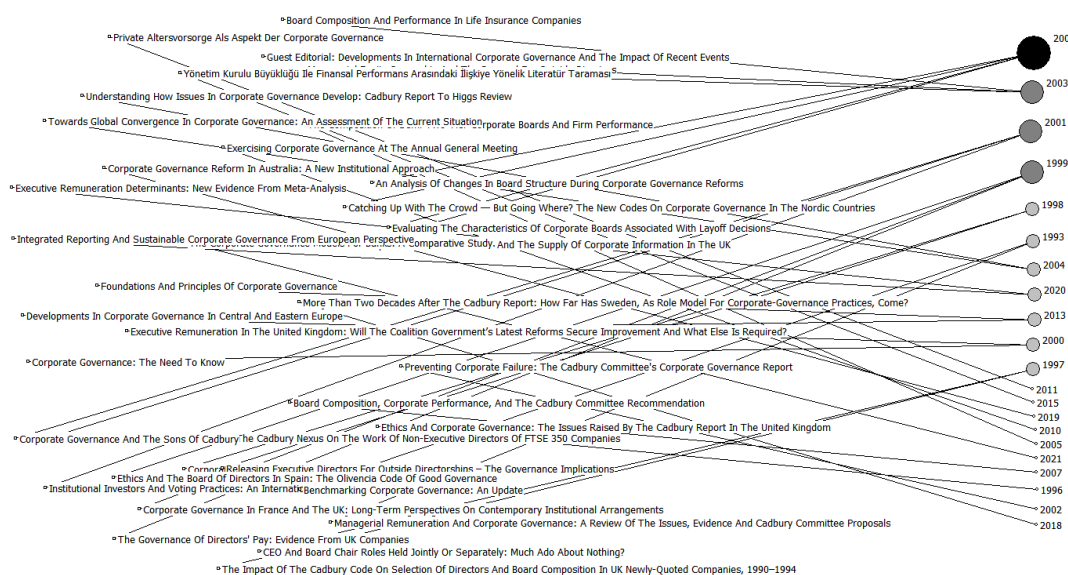 Board Composition And Performance In Life Insurance Companies
Private Altersvorsorge Als Aspekt Der Corporate Governance
Guest Editorial: Developments In International Corporate Governance And The Impact Of Recent Events
Yönetim Kurulu Büyüklüğü Ile Finansal Performans Arasındaki İlişkiye Yönelik Literatür Taraması
2003
Understanding How Issues In Corporate Governance Develop: Cadbury Report To Higgs Review
Towards Global Convergence In Corporate Governance: An Assessment Of The Current Situation
Corporate Boards And Firm Performance
2001
Exercising Corporate Governance At The Annual General Meeting
Corporate Governance Reform In Australia: A New Institutional Approach
1999
Executive Remuneration Determinants: New Evidence From Meta-Analysis
An Analysis Of Changes In Board Structure During Corporate Governance Reforms
Catching Up With The Crowd — But Going Where? The New Codes On Corporate Governance In The Nordic Countries
1998
Evaluating The Characteristics Of Corporate Boards Associated With Layoff Decisions
Integrated Reporting And Sustainable Corporate Governance From European Perspective
Comparative Study
And The Supply Of Corporate Information In The UK
1993
2004
Foundations And Principles Of Corporate Governance
2020
More Than Two Decades After The Cadbury Report: How Far Has Sweden, As Role Model For Corporate-Governance Practices, Come?
Developments In Corporate Governance In Central And Eastern Europe
2013
Executive Remuneration In The United Kingdom: Will The Coalition Government's Latest Reforms Secure Improvement And What Else Is Required?
2000
Corporate Governance: The Need To Know
Preventing Corporate Failure: The Cadbury Committee's Corporate Governance Report
1997
2011
Board Composition, Corporate Performance, And The Cadbury Committee Recommendation
2015
2019
Ethics And Corporate Governance: The Issues Raised By The Cadbury Report In The United Kingdom
2010
Corporate Governance And The Sons Of Cadbury
The Cadbury Nexus On The Work Of Non-Executive Directors Of FTSE 350 Companies
2005
2021
Releasing Executive Directors For Outside Directorships – The Governance Implications
2007
Ethics And The Board Of Directors In Spain: The Olivencia Code Of Good Governance
Institutional Investors And Voting Practices: An
Benchmarking Corporate Governance: An Update
1996
Corporate Governance In France And The UK: Long-Term Perspectives On Contemporary Institutional Arrangements
2002
Managerial Remuneration And Corporate Governance: A Review Of The Issues, Evidence And Cadbury Committee Proposals
2018
The Governance Of Directors' Pay: Evidence From UK Companies
CEO And Board Chair Roles Held Jointly Or Separately: Much Ado About Nothing?
The Impact Of The Cadbury Code On Selection Of Directors And Board Composition In UK Newly-Quoted Companies, 1990–1994